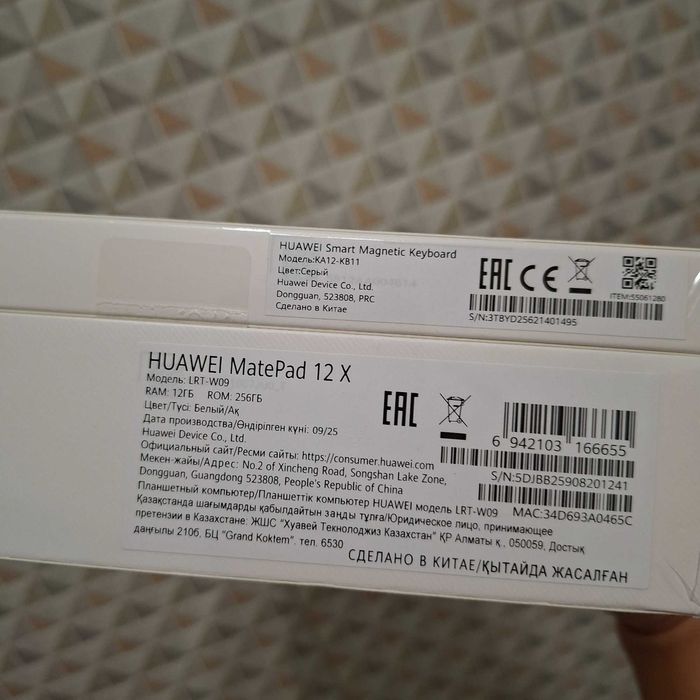 HUAWEI Smart Magnetic Keyboard
Модель:KA12-KB11
Цвет:Серый
Huawei Device Co., Ltd.
Dongguan, 523808, PRC
Сделано в Китае
EAC CE
ITEM:55061280
S/N:3TBYD25621401495
HUAWEI MatePad 12 X
Модель: LRT-W09
RAM: 12ГБ ROM: 256ГБ
Цвет/Түсі: Белый/Ақ
Дата производства/Өндірілген күні: 09/25
Huawei Device Co., Ltd.
Официальный сайт/Ресми сайты: https://consumer.huawei.com
Мекен-жайы/Адрес: No.2 of Xincheng Road, Songshan Lake Zone,
Dongguan, Guangdong 523808, People's Republic of China
Планшетный компьютер/Планшеттік компьютер HUAWEI модель LRT-W09
Қазақстанда шағымдарды қабылдайтын заңды тұлға/Юридическое лицо, принимающее
претензии в Казахстане: ЖШС "Хуавей Текнолоджиз Казахстан" ҚР Алматы қ., 050059, Достық
даңғылы 210б, БЦ "Grand Koktem". тел. 6530
EAC
6 942103 166655
S/N:5DJBB25908201241
MAC:34D693A0465C
СДЕЛАНО В КИТАЕ/ҚЫТАЙДА ЖАСАЛҒАН